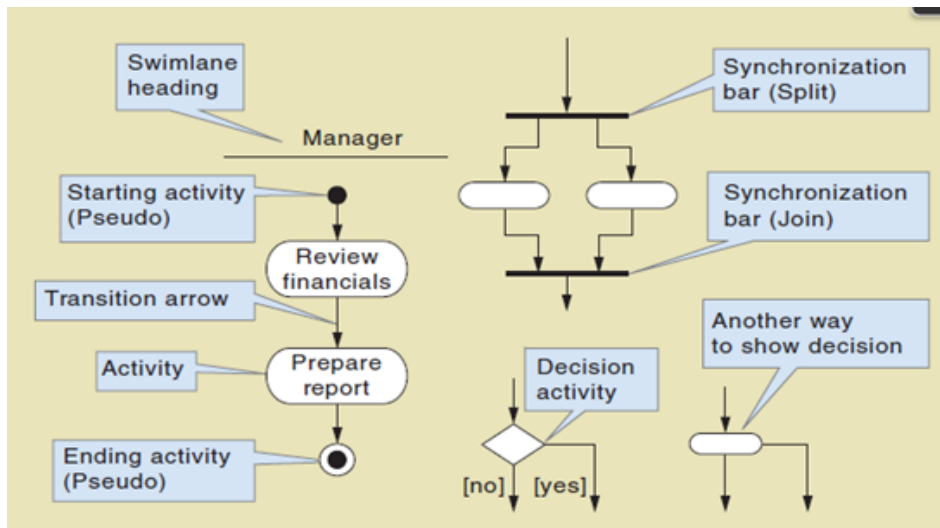 Swimlane
heading
Manager
Starting activity
(Pseudo)
Review
financials
Transition arrow
Activity
Prepare
report
Ending activity
(Pseudo)
Synchronization
bar (Split)
Synchronization
bar (Join)
Another way
to show decision
Decision
activity
[no] [yes]